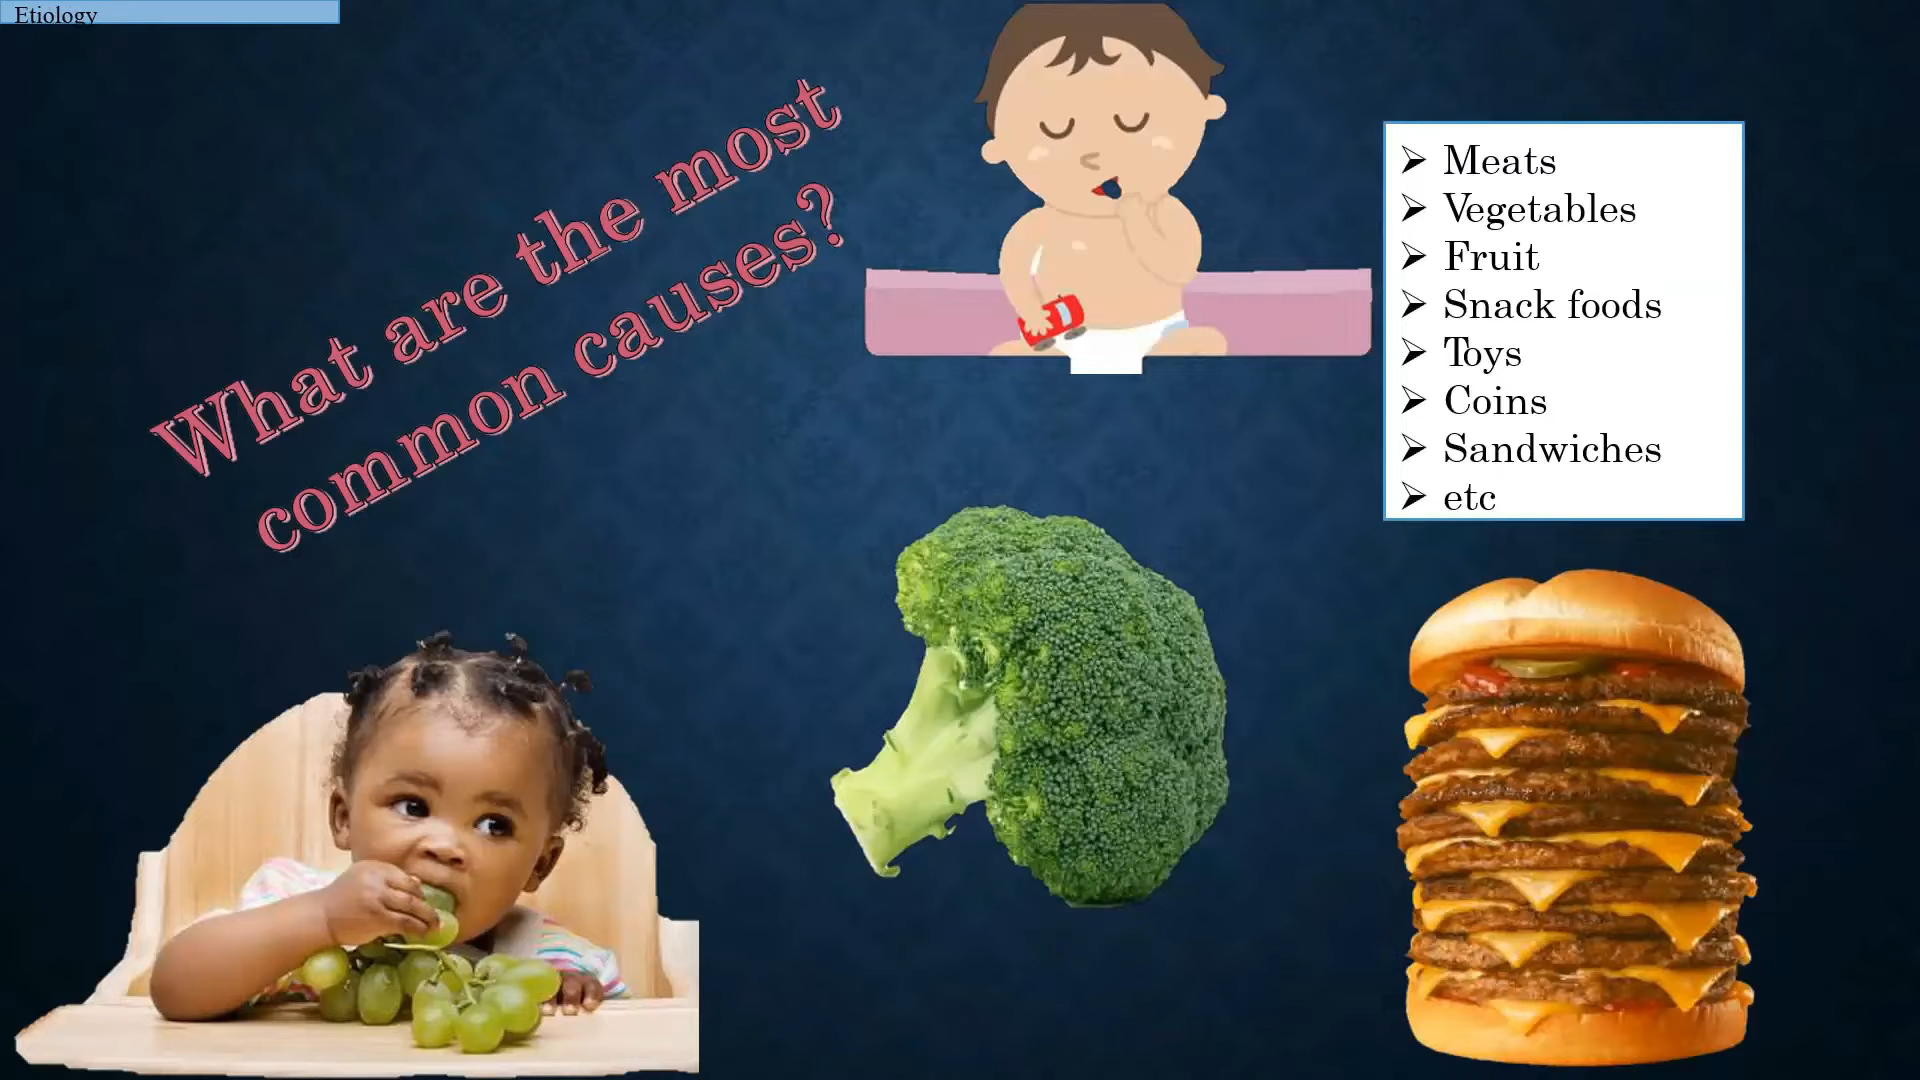 Etiology
What are the most
common causes?
➢ Meats
➢ Vegetables
➢ Fruit
➢ Snack foods
➢ Toys
➢ Coins
➢ Sandwiches
➢ etc